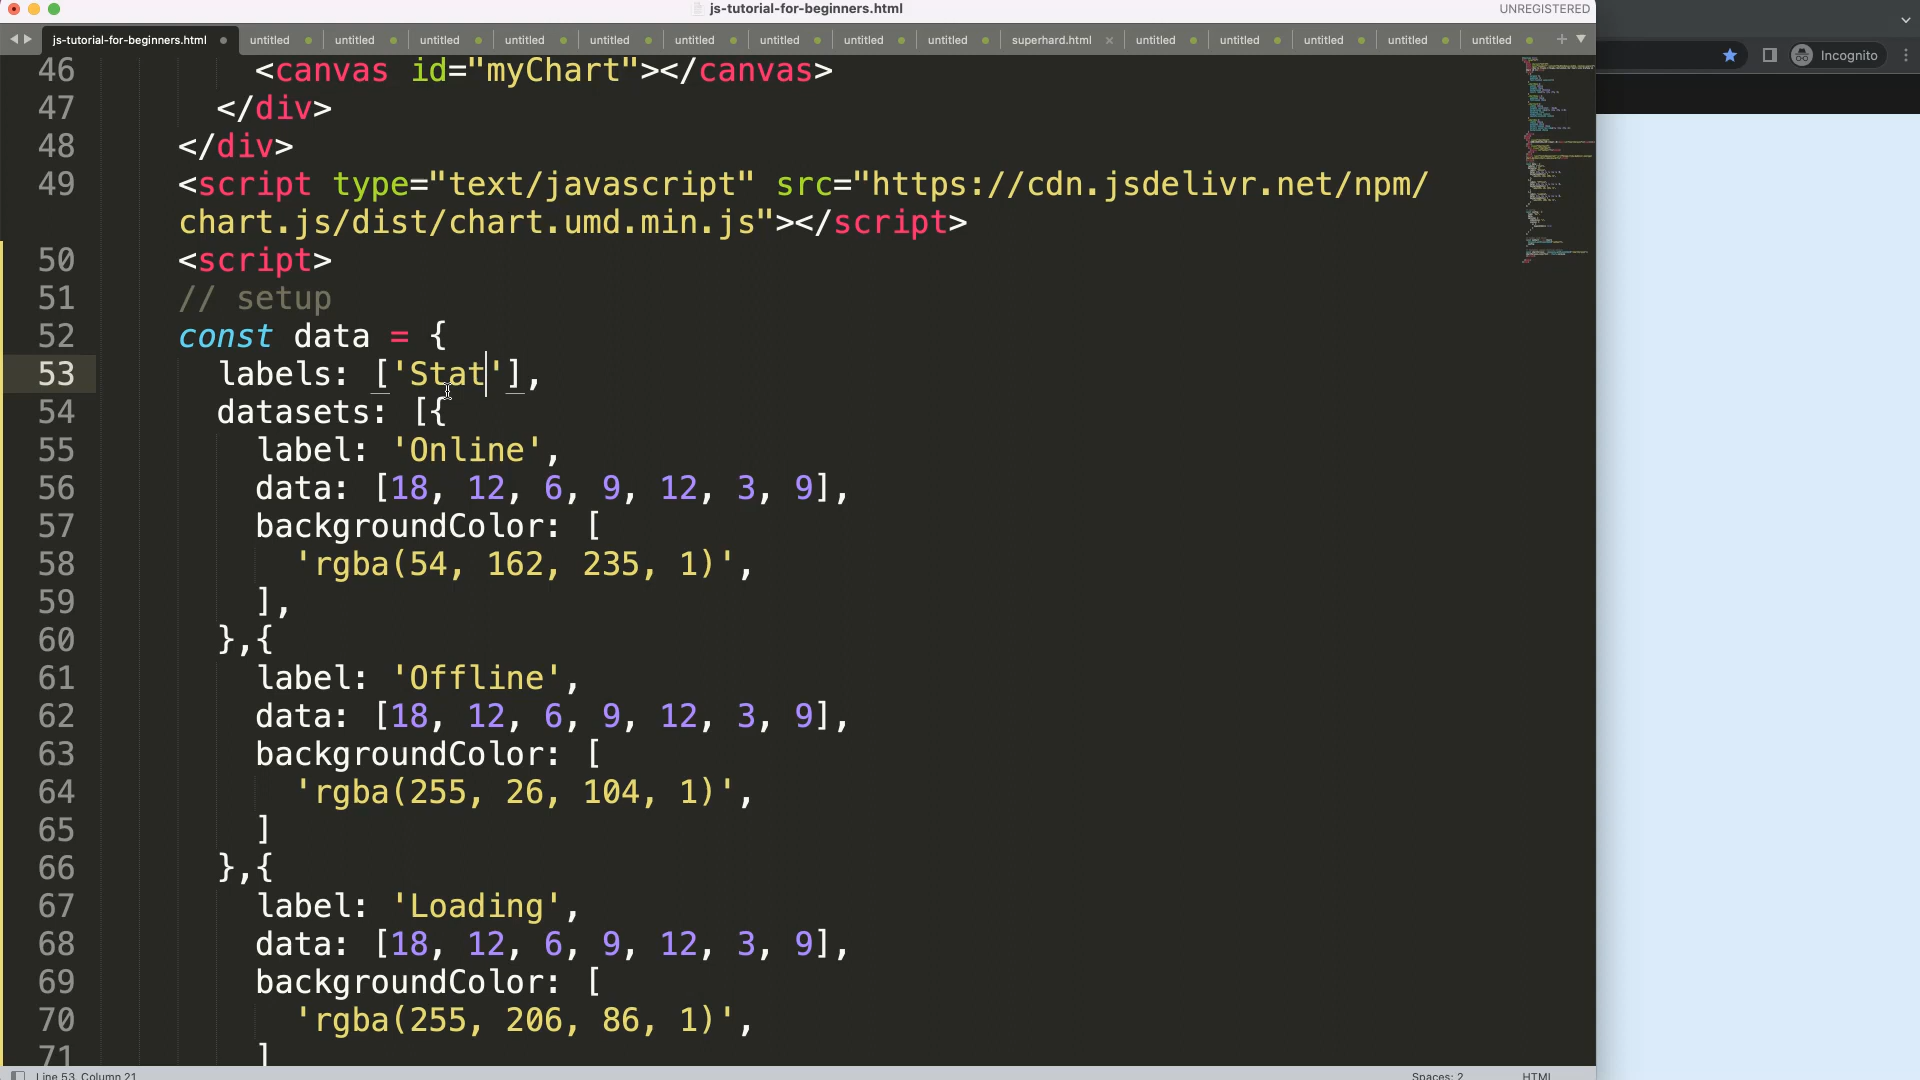 js-tutorial-for-beginners.html
UNREGISTERED
js-tutorial-for-beginners.html untitled untitled untitled untitled untitled untitled untitled untitled untitled superhard.html untitled untitled untitled untitled untitled
Incognito
46 <canvas id="myChart"></canvas>
47 </div>
48 </div>
49 <script type="text/javascript" src="https://cdn.jsdelivr.net/npm/
chart.js/dist/chart.umd.min.js"></script>
50 <script>
51 // setup
52 const data = {
53 labels: ['Stat'],
54 datasets: [{
55 label: 'Online',
56 data: [18, 12, 6, 9, 12, 3, 9],
57 backgroundColor: [
58 'rgba(54, 162, 235, 1)',
59 ],
60 },{
61 label: 'Offline',
62 data: [18, 12, 6, 9, 12, 3, 9],
63 backgroundColor: [
64 'rgba(255, 26, 104, 1)',
65 ]
66 },{
67 label: 'Loading',
68 data: [18, 12, 6, 9, 12, 3, 9],
69 backgroundColor: [
70 'rgba(255, 206, 86, 1)',
71 ]
Line 53, Column 21 Spaces: 2 HTML